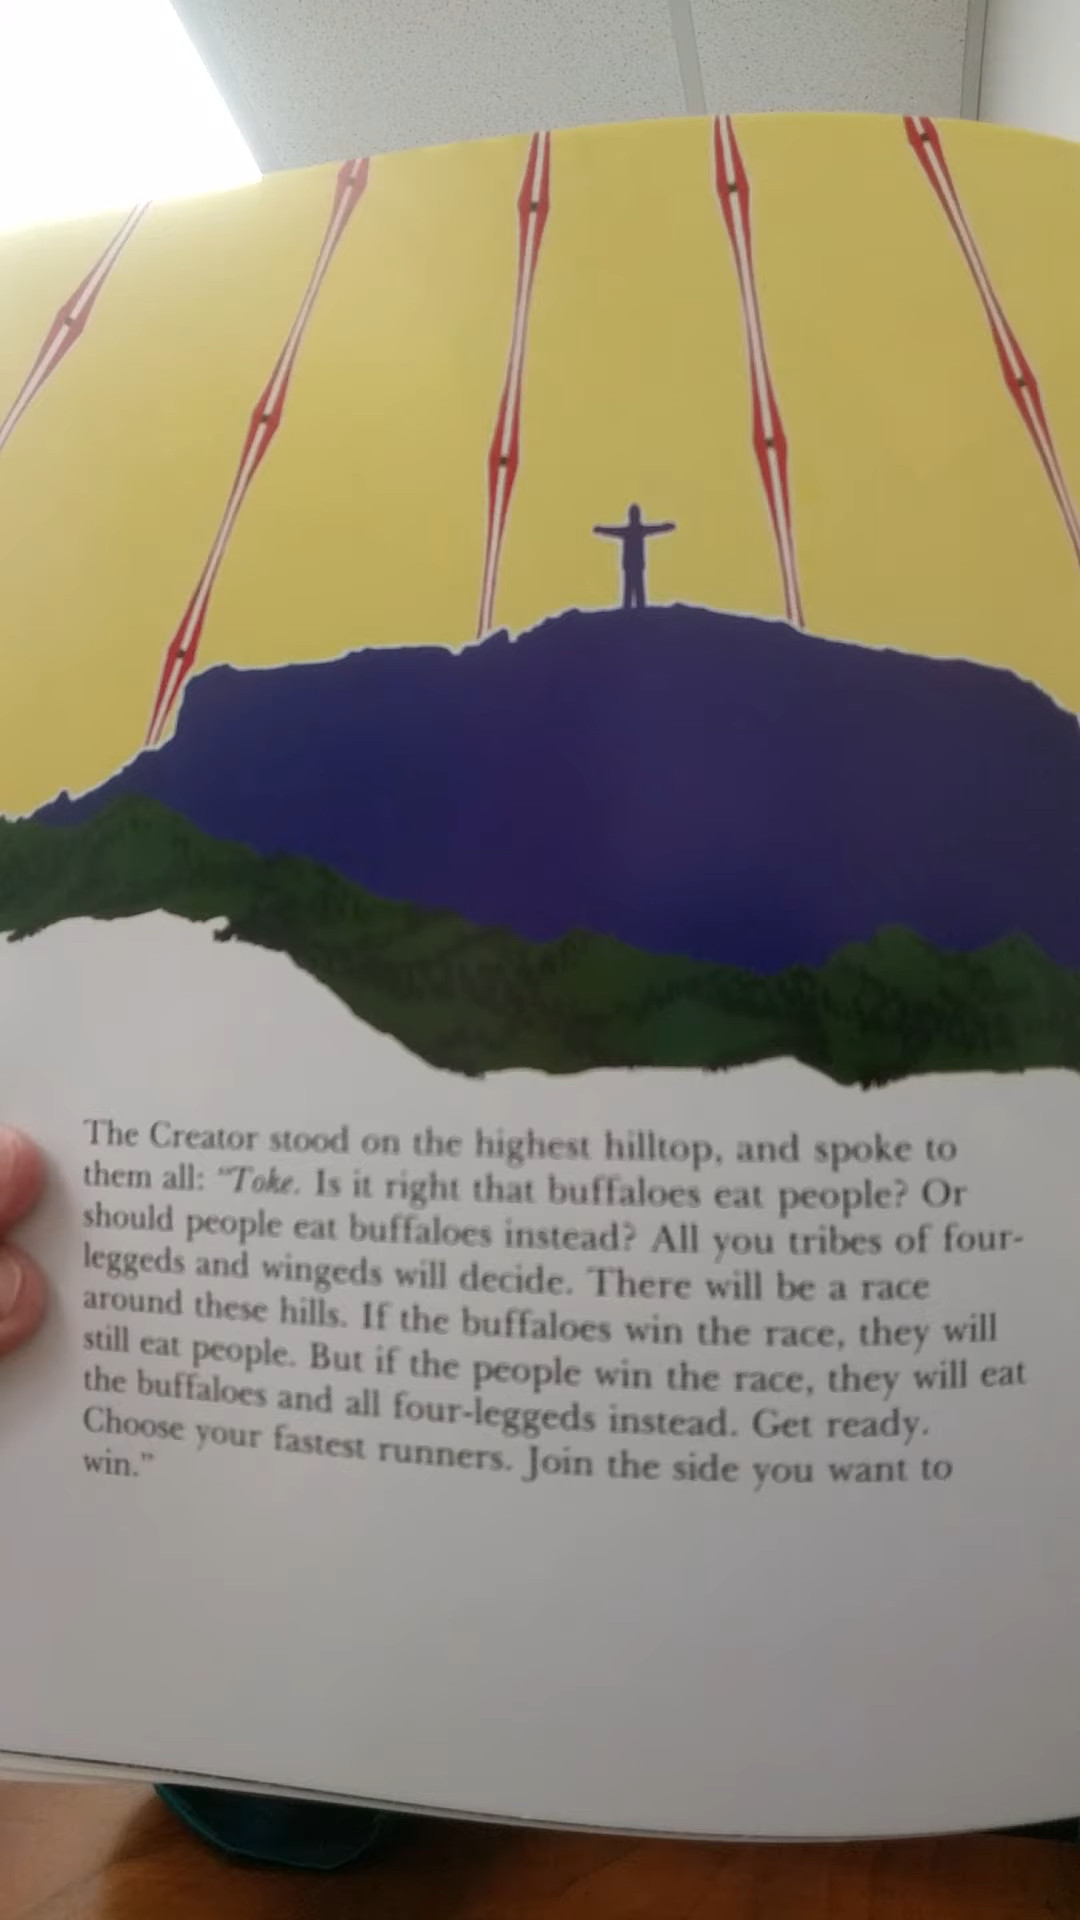 The Creator stood on the highest hilltop, and spoke to
them all: “Toke. Is it right that buffaloes eat people? Or
should people eat buffaloes instead? All you tribes of four-
leggeds and wingeds will decide. There will be a race
around these hills. If the buffaloes win the race, they will
still eat people. But if the people win the race, they will eat
the buffaloes and all four-leggeds instead. Get ready.
Choose your fastest runners. Join the side you want to
win.”